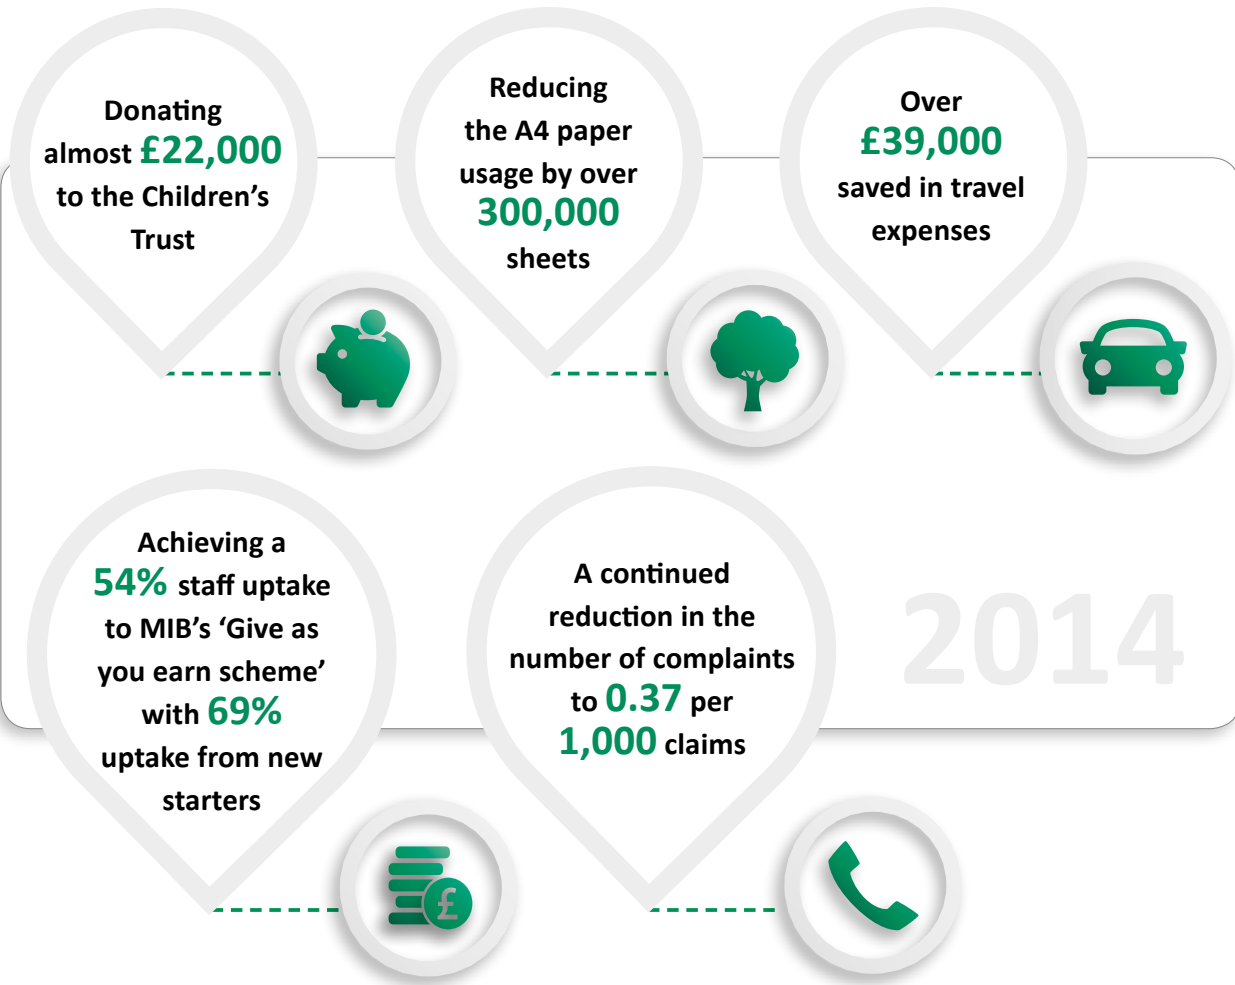 Donating
almost £22,000
to the Children’s
Trust
Reducing
the A4 paper
usage by over
300,000
sheets
Over
£39,000
saved in travel
expenses
Achieving a
54% staff uptake
to MIB’s ‘Give as
you earn scheme’
with 69%
uptake from new
starters
£
A continued
reduction in the
number of complaints
to 0.37 per
1,000 claims
2014